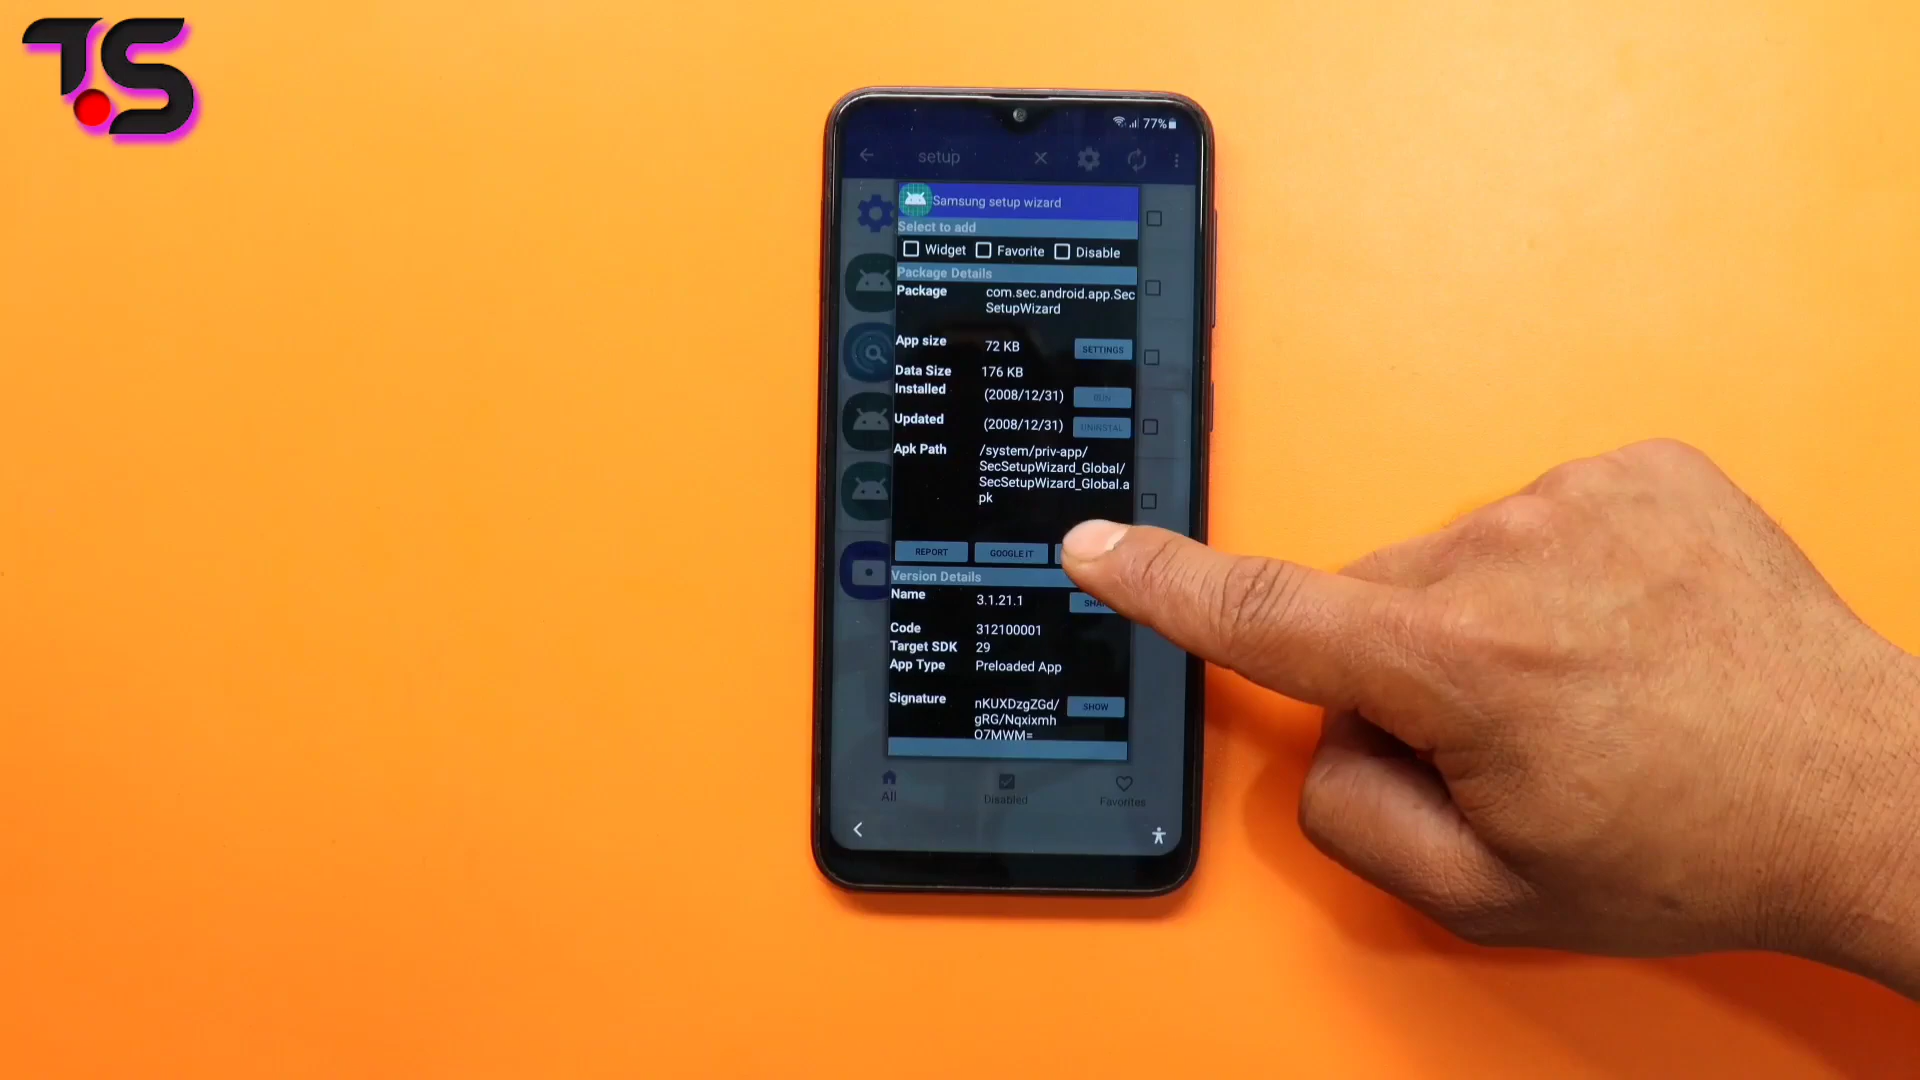 T.S
77%
setup
Samsung setup wizard
Select to add
Widget Favorite Disable
Package Details
Package com.sec.android.app.Sec
SetupWizard
App size 72 KB SETTINGS
Data Size 176 KB
Installed (2008/12/31) RUN
Updated (2008/12/31) UNINSTAL
Apk Path /system/priv-app/
SecSetupWizard_Global/
SecSetupWizard_Global.a
pk
REPORT GOOGLE IT
Version Details
Name 3.1.21.1
Code 312100001
Target SDK 29
App Type Preloaded App
Signature nKUXDzgZGd/ SHOW
gRG/Nqxixmh
O7MWM=
All Disabled Favorites